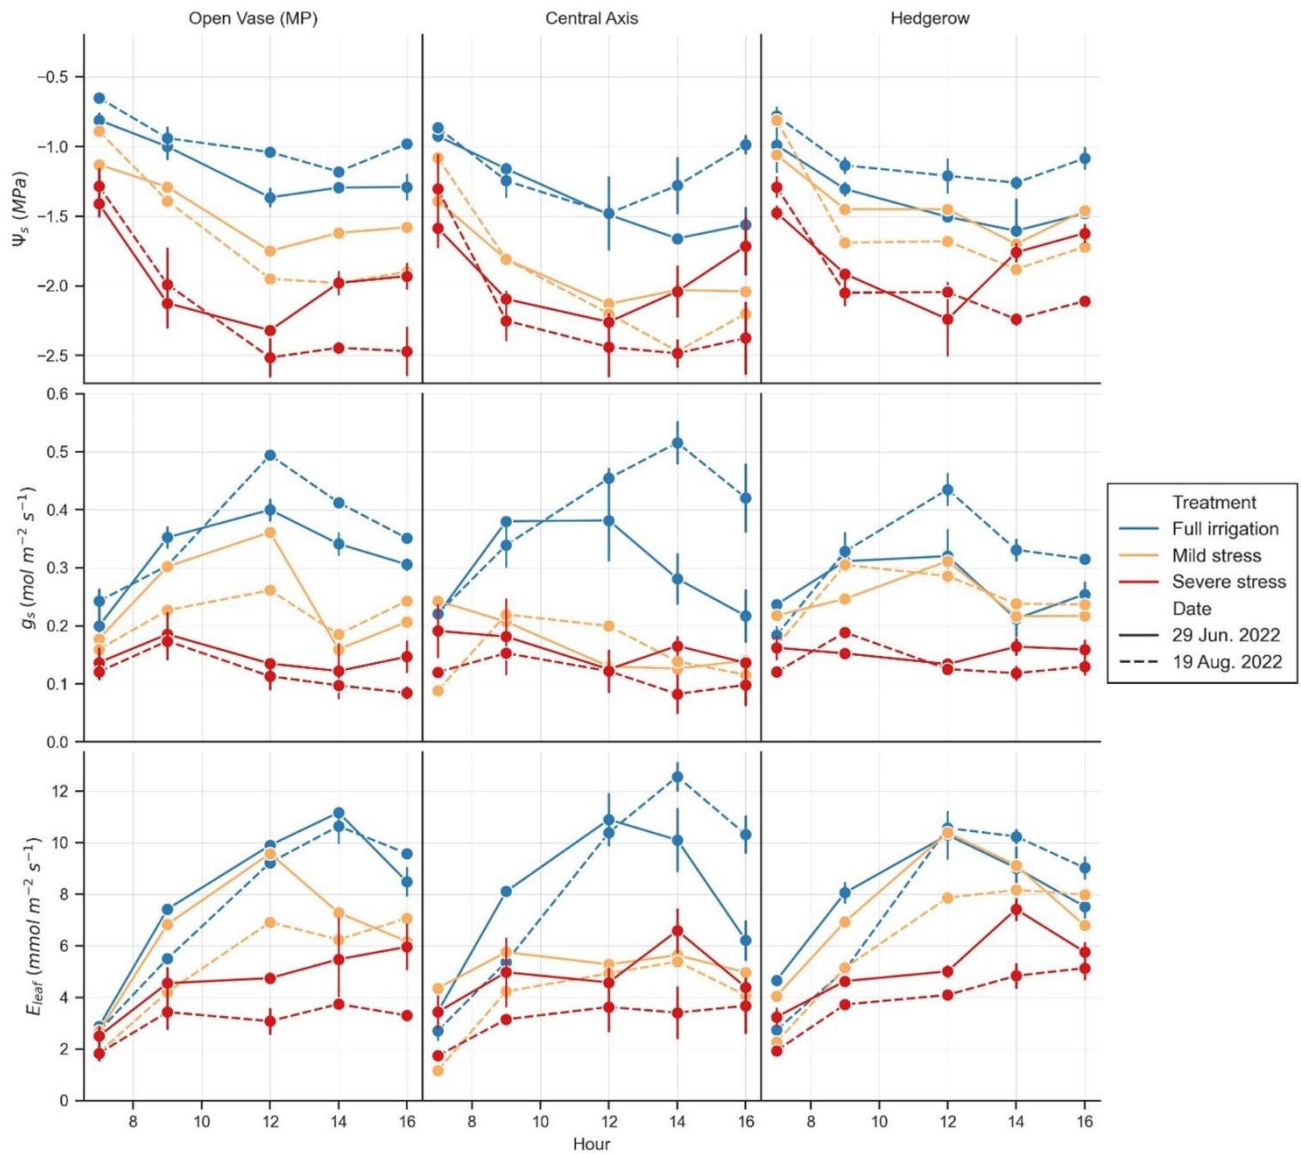 Open Vase (MP) Central Axis Hedgerow
−0.5
−1.0
−1.5
−2.0
−2.5
Ψs (MPa)
0.6
0.5
0.4
0.3
0.2
0.1
0.0
gs (mol m−2 s−1)
Treatment
Full irrigation
Mild stress
Severe stress
Date
29 Jun. 2022
19 Aug. 2022
12
10
8
6
4
2
0
Eleaf (mmol m−2 s−1)
8 10 12 14 16 8 10 12 14 16 8 10 12 14 16
Hour